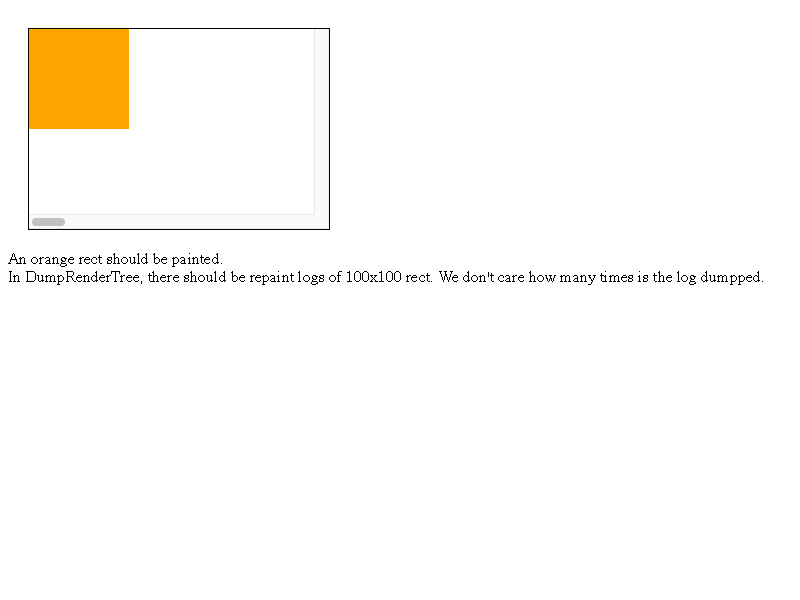 An orange rect should be painted.
In DumpRenderTree, there should be repaint logs of 100x100 rect. We don't care how many times is the log dumpped.